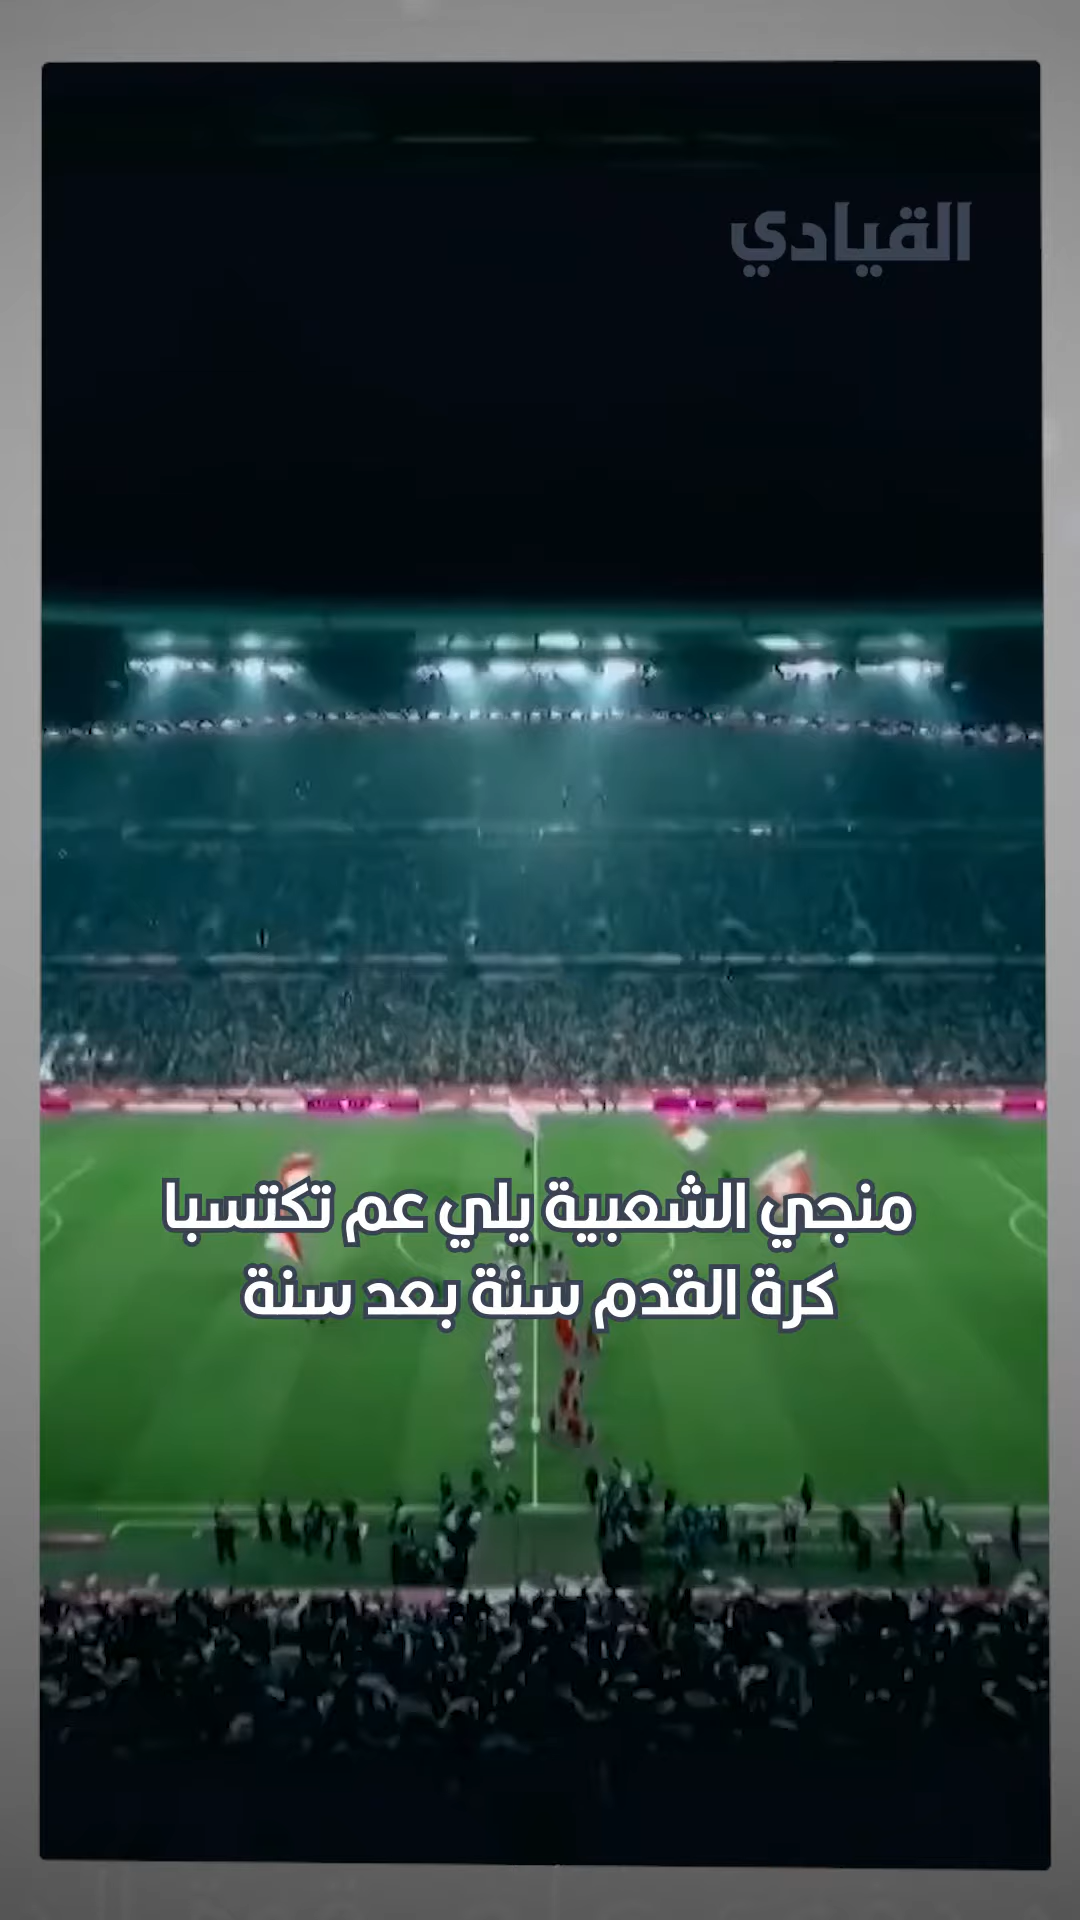 القيادي
منجي الشعبية يلي عم تكتسبا
كرة القدم سنة بعد سنة